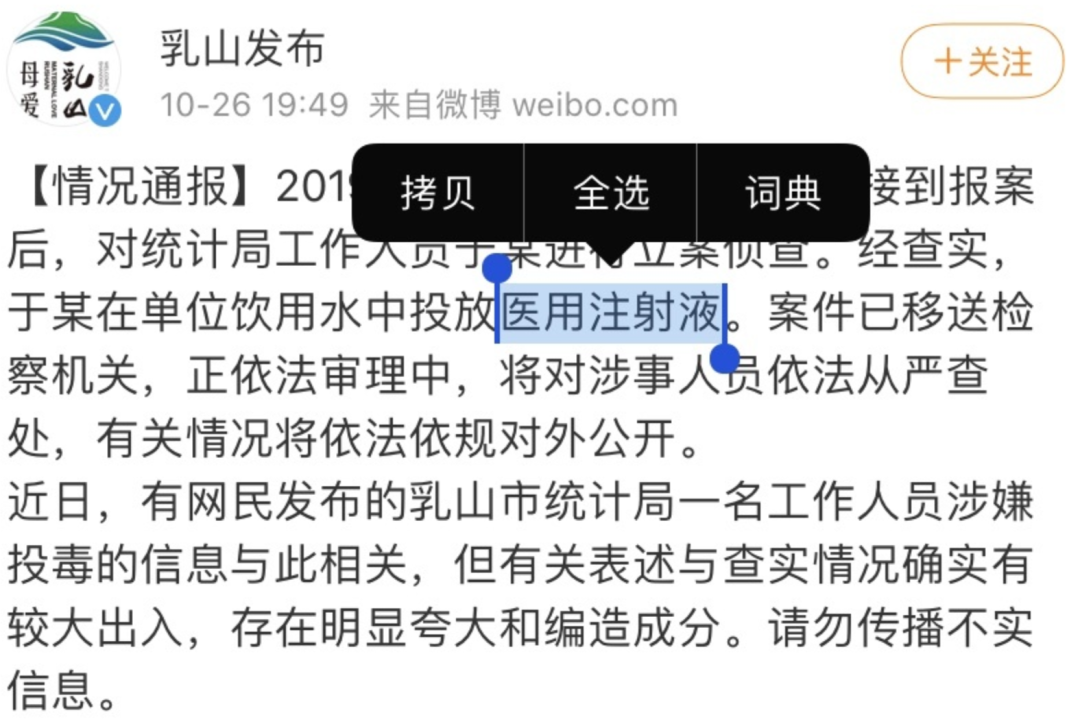 乳山发布
母爱 乳山
10-26 19:49 来自微博 weibo.com
+关注
拷贝 全选 词典
【情况通报】201 接到报案
后，对统计局工作人员于某进行立案侦查。经查实，
于某在单位饮用水中投放医用注射液。案件已移送检
察机关，正依法审理中，将对涉事人员依法从严查
处，有关情况将依法依规对外公开。
近日，有网民发布的乳山市统计局一名工作人员涉嫌
投毒的信息与此相关，但有关表述与查实情况确实有
较大出入，存在明显夸大和编造成分。请勿传播不实
信息。